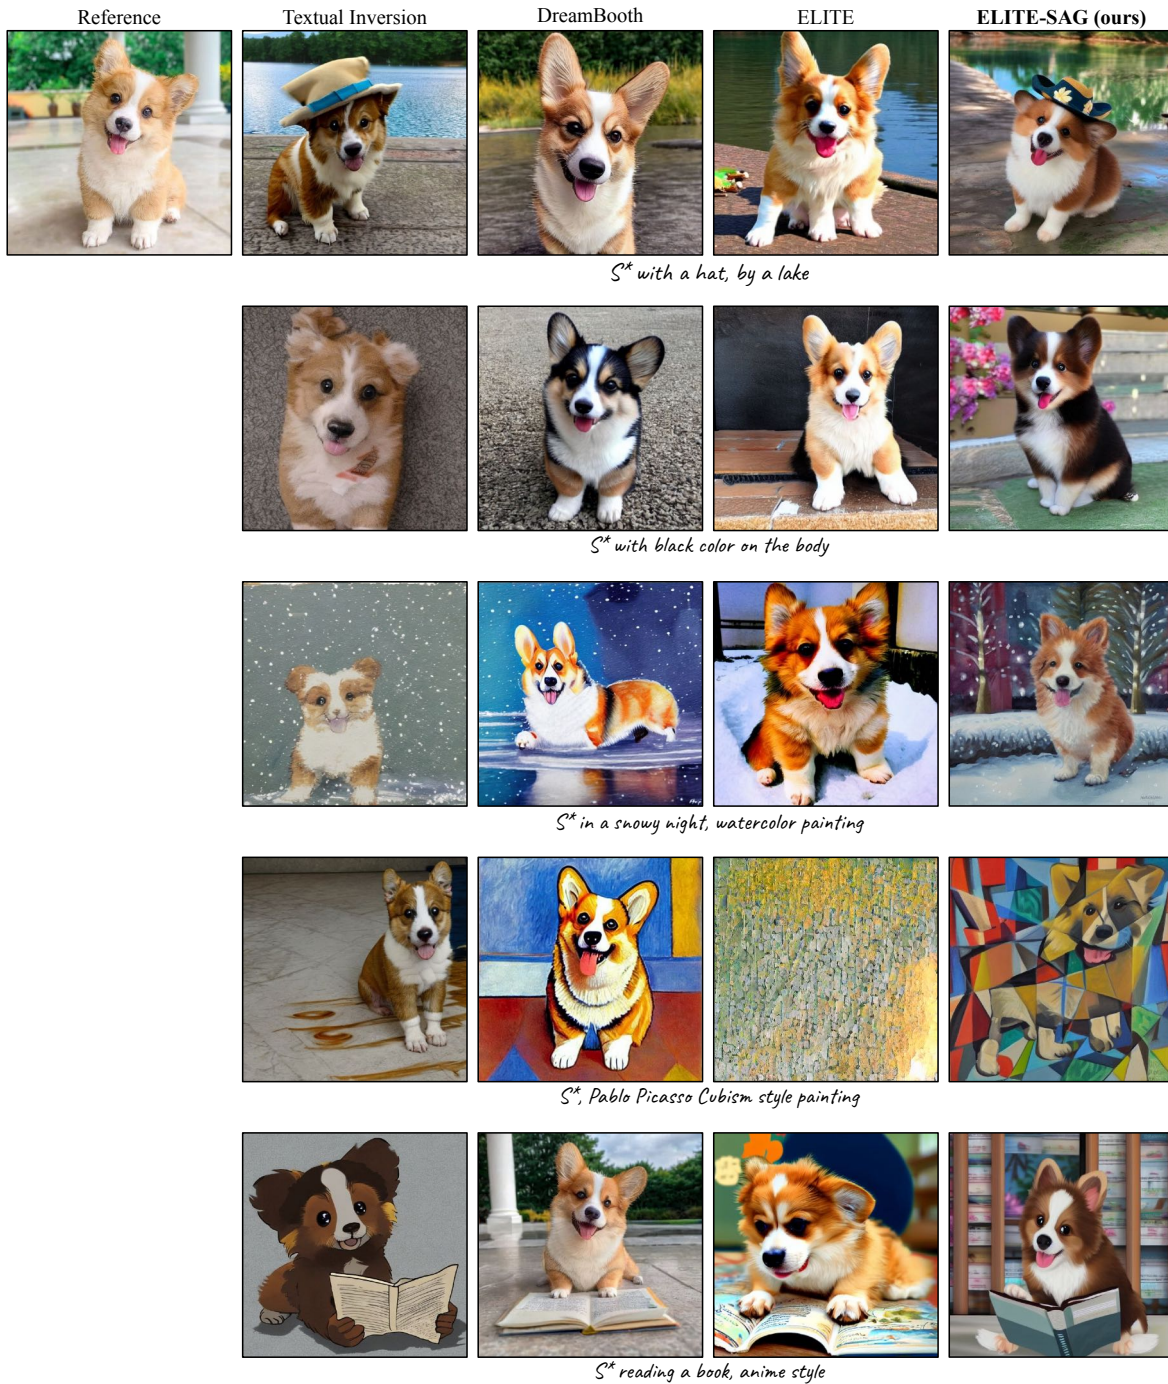 Reference Textual Inversion DreamBooth ELITE ELITE-SAG (ours)
S* with a hat, by a lake
S* with black color on the body
S* in a snowy night, watercolor painting
S*, Pablo Picasso Cubism style painting
S* reading a book, anime style